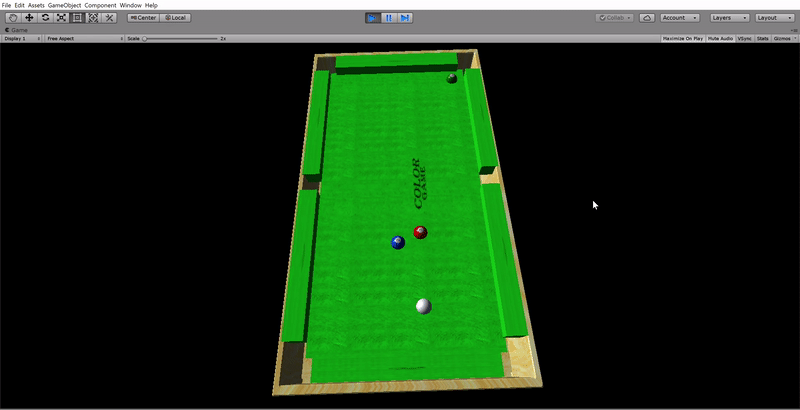 File Edit Assets GameObject Component Window Help
Center Local Collab Account Layers Layout
Game
Display 1 Free Aspect Scale 2x Maximize On Play Mute Audio VSync Stats Gizmos
COLOR
GAME